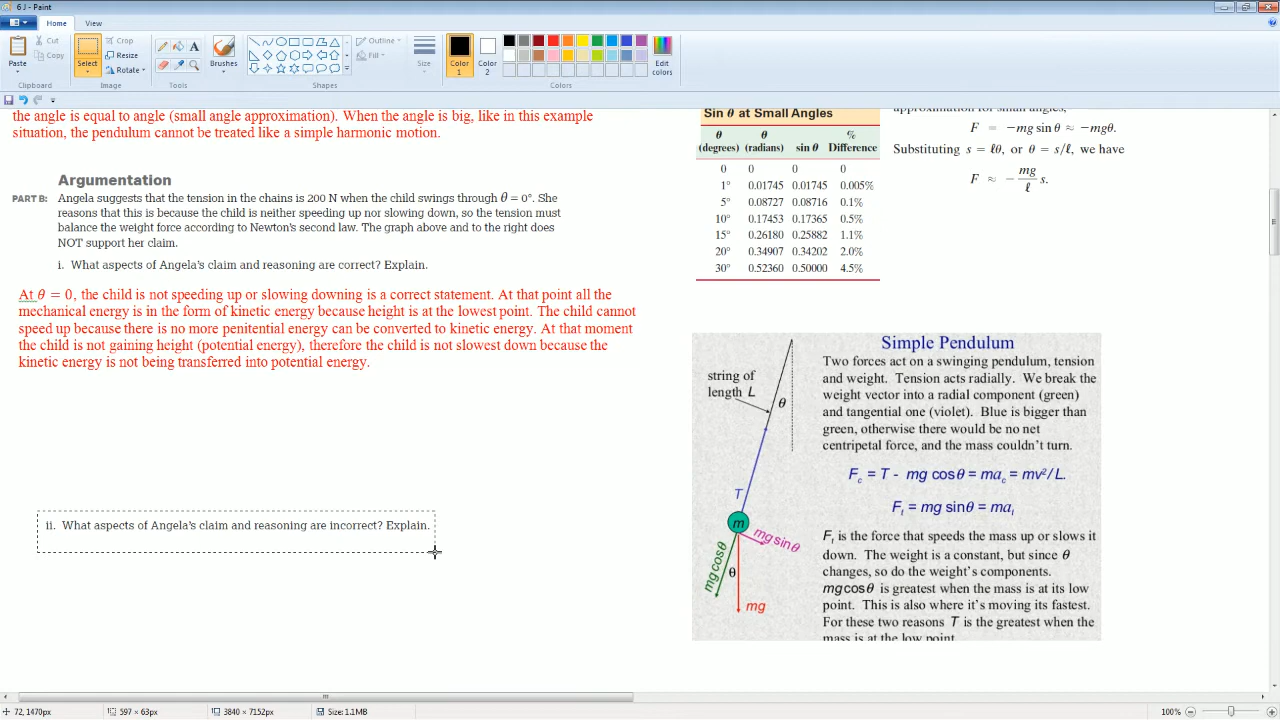 6 J - Paint
Home
View
Paste
Cut
Copy
Clipboard
Select
Crop
Resize
Rotate
Image
A
Tools
Brushes
Outline
Fill
Shapes
Size
Color 1
Color 2
Edit colors
Colors
the angle is equal to angle (small angle approximation). When the angle is big, like in this example
situation, the pendulum cannot be treated like a simple harmonic motion.
Argumentation
PART B: Angela suggests that the tension in the chains is 200 N when the child swings through θ = 0°. She
reasons that this is because the child is neither speeding up nor slowing down, so the tension must
balance the weight force according to Newton's second law. The graph above and to the right does
NOT support her claim.
i. What aspects of Angela's claim and reasoning are correct? Explain.
At θ = 0, the child is not speeding up or slowing downing is a correct statement. At that point all the
mechanical energy is in the form of kinetic energy because height is at the lowest point. The child cannot
speed up because there is no more penitential energy can be converted to kinetic energy. At that moment
the child is not gaining height (potential energy), therefore the child is not slowest down because the
kinetic energy is not being transferred into potential energy.
ii. What aspects of Angela's claim and reasoning are incorrect? Explain.
Sin θ at Small Angles
θ (degrees) θ (radians) sin θ % Difference
0 0 0 0
1° 0.01745 0.01745 0.005%
5° 0.08727 0.08716 0.1%
10° 0.17453 0.17365 0.5%
15° 0.26180 0.25882 1.1%
20° 0.34907 0.34202 2.0%
30° 0.52360 0.50000 4.5%
approximation for small angles,
F = −mg sin θ ≈ −mgθ.
Substituting s = ℓθ, or θ = s/ℓ, we have
F ≈ − mg/ℓ s.
Simple Pendulum
string of
length L
θ
T
m
mg sinθ
mg cosθ
θ
mg
Two forces act on a swinging pendulum, tension
and weight. Tension acts radially. We break the
weight vector into a radial component (green)
and tangential one (violet). Blue is bigger than
green, otherwise there would be no net
centripetal force, and the mass couldn't turn.
Fc = T - mg cosθ = mac = mv²/ L.
Ft = mg sinθ = mat
Ft is the force that speeds the mass up or slows it
down. The weight is a constant, but since θ
changes, so do the weight's components.
mg cosθ is greatest when the mass is at its low
point. This is also where it's moving its fastest.
For these two reasons T is the greatest when the
mass is at the low point.
72, 1470px
597 × 63px
3840 × 7152px
Size: 1.1MB
100%